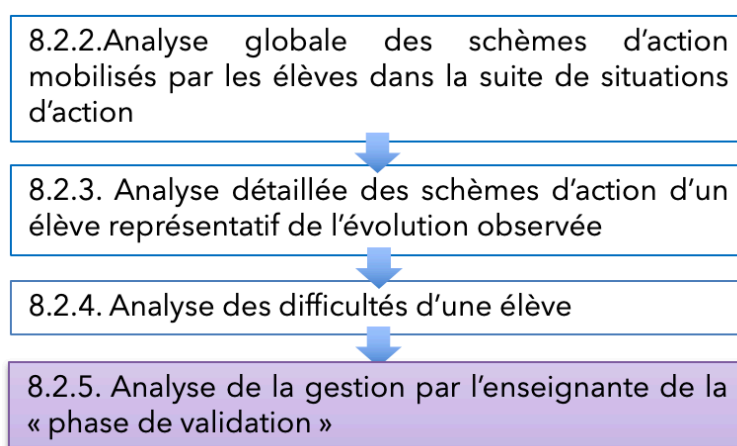 8.2.2.Analyse globale des schèmes d’action
mobilisés par les élèves dans la suite de situations
d’action
8.2.3. Analyse détaillée des schèmes d’action d’un
élève représentatif de l’évolution observée
8.2.4. Analyse des difficultés d’une élève
8.2.5. Analyse de la gestion par l’enseignante de la
« phase de validation »